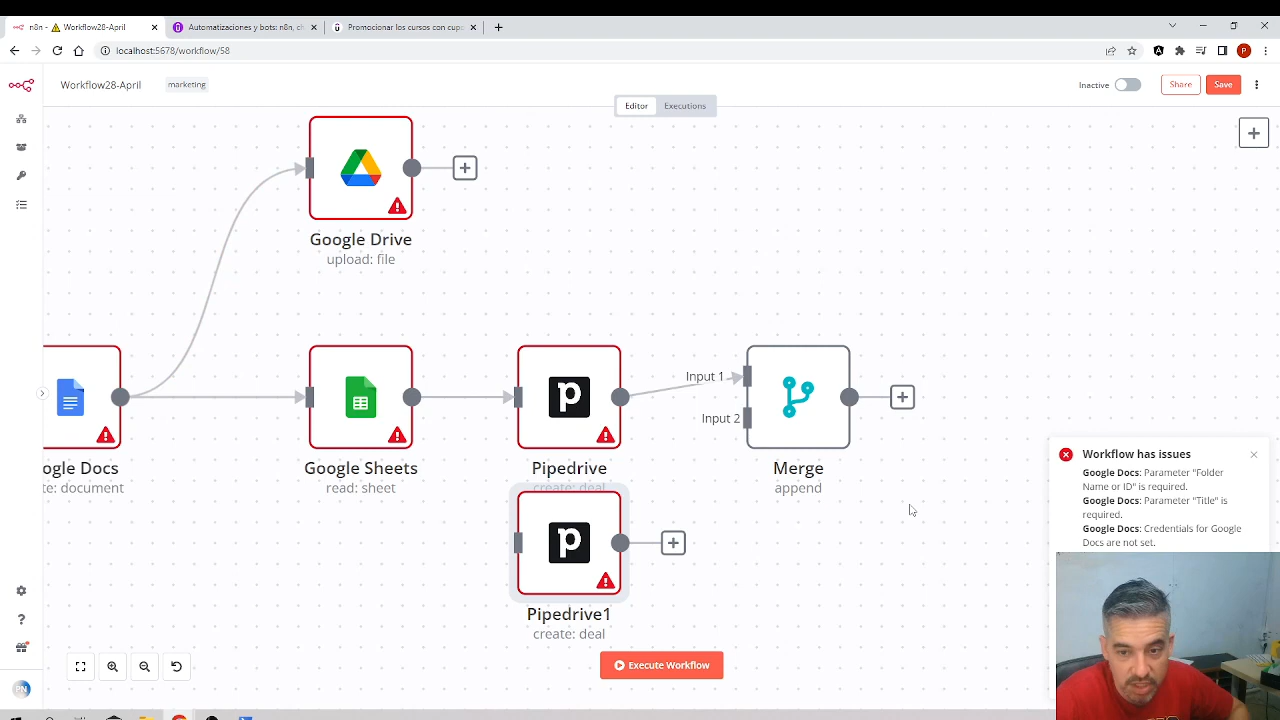 n8n - ⚠ Workflow28-April
Automatizaciones y bots: n8n, ch
Promocionar los cursos con cup
localhost:5678/workflow/58
P
Workflow28-April
marketing
Inactive
Share
Save
Editor
Executions
Google Drive
upload: file
Input 1
Input 2
ogle Docs
te: document
Google Sheets
read: sheet
Pipedrive
create: deal
Merge
append
Pipedrive1
create: deal
Workflow has issues
Google Docs: Parameter "Folder
Name or ID" is required.
Google Docs: Parameter "Title" is
required.
Google Docs: Credentials for Google
Docs are not set.
Execute Workflow
PN